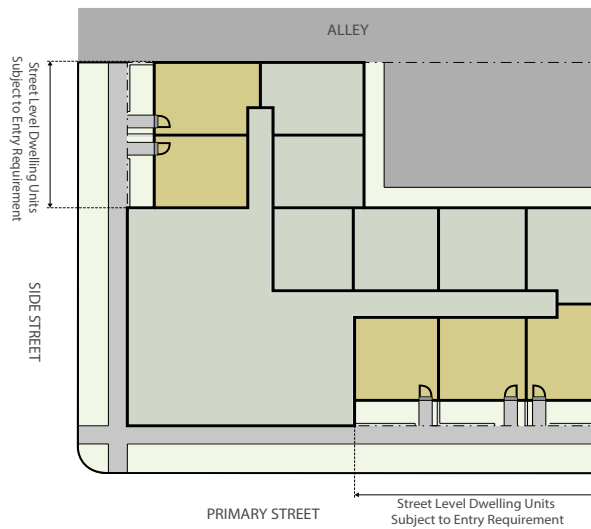 ALLEY
Street Level Dwelling Units
Subject to Entry Requirement
SIDE STREET
PRIMARY STREET
Street Level Dwelling Units
Subject to Entry Requirement